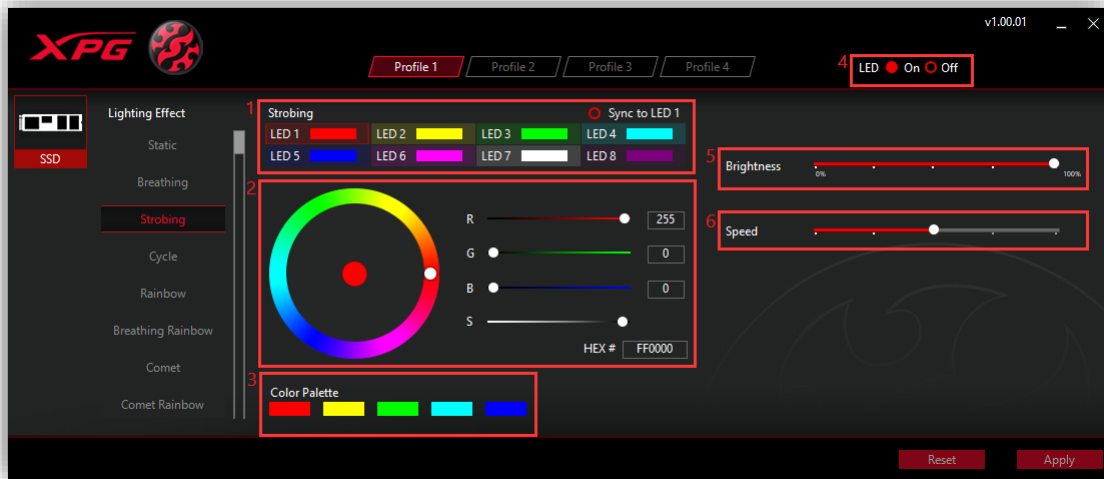 v1.00.01
XPG
Profile 1 Profile 2 Profile 3 Profile 4
4 LED On Off
SSD
Lighting Effect
Static
Breathing
Strobing
Cycle
Rainbow
Breathing Rainbow
Comet
Comet Rainbow
1 Strobing Sync to LED 1
LED 1 LED 2 LED 3 LED 4
LED 5 LED 6 LED 7 LED 8
2
R 255
G 0
B 0
S
HEX # FF0000
3
Color Palette
5 Brightness 0% 100%
6 Speed
Reset Apply